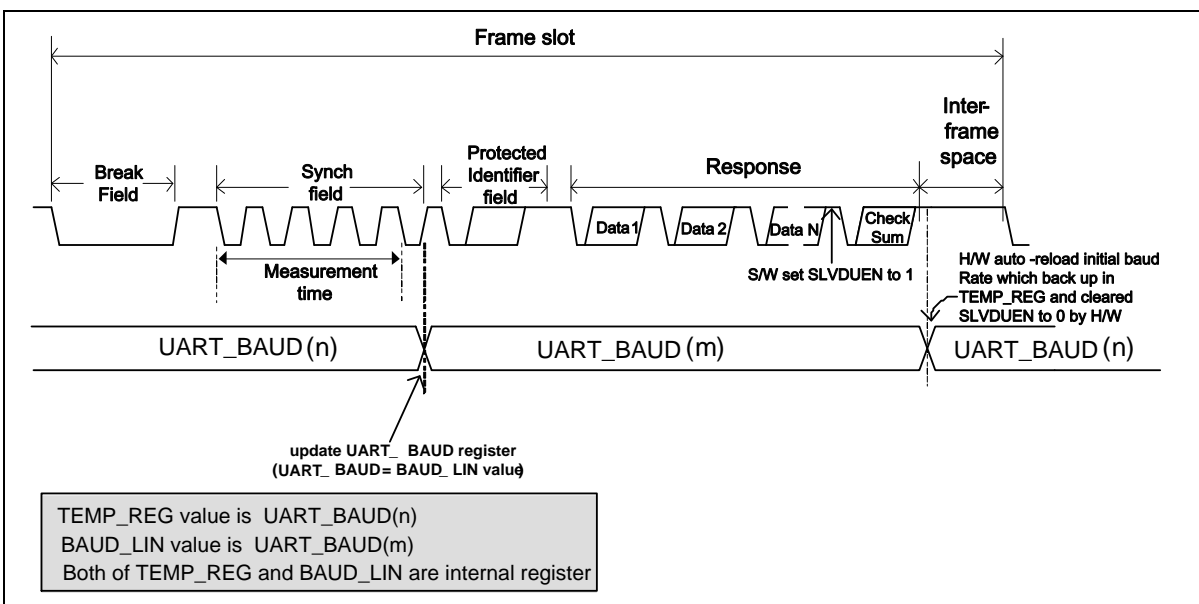 Frame slot
Inter-
frame
space
Break
Field
Synch
field
Protected
Identifier
field
Response
Data 1
Data 2
Data N
Check
Sum
Measurement
time
S/W set SLVDUEN to 1
H/W auto -reload initial baud
Rate which back up in
TEMP_REG and cleared
SLVDUEN to 0 by H/W
UART_BAUD (n)
UART_BAUD (m)
UART_BAUD (n)
update UART_ BAUD register
(UART_ BAUD= BAUD_ LIN value)
TEMP_REG value is UART_BAUD(n)
BAUD_LIN value is UART_BAUD(m)
Both of TEMP_REG and BAUD_LIN are internal register